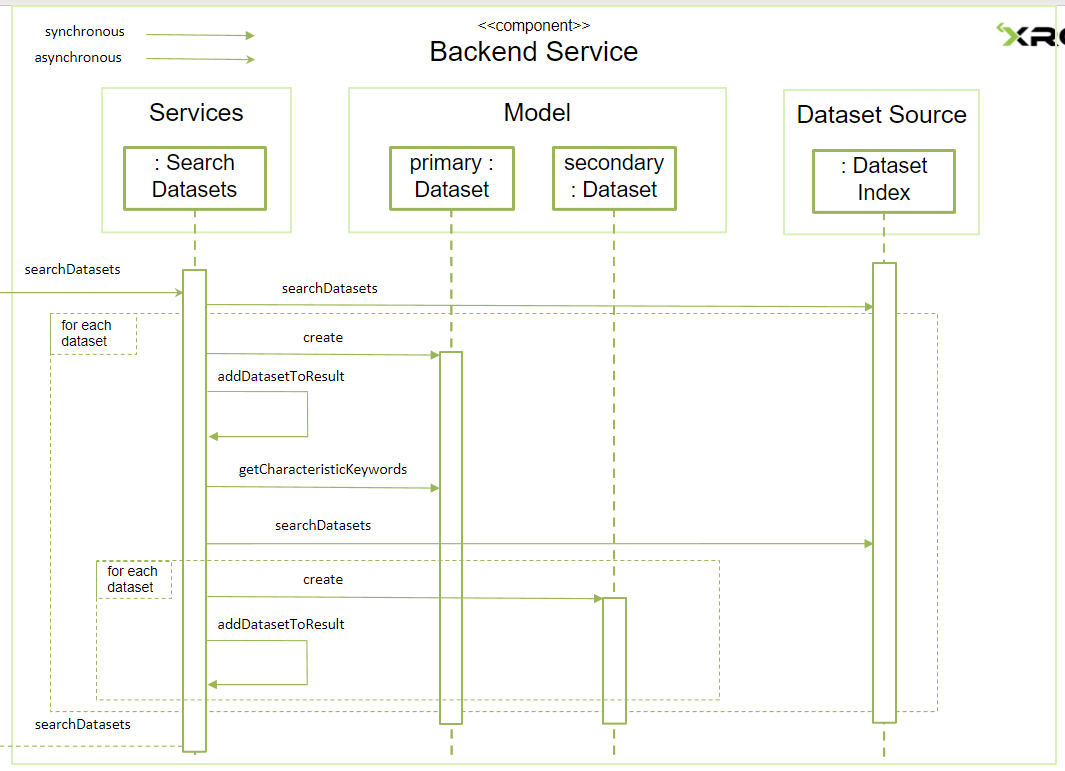 synchronous
asynchronous
<<component>>
Backend Service
Services
Model
Dataset Source
: Search
Datasets
primary :
Dataset
secondary
: Dataset
: Dataset
Index
searchDatasets
searchDatasets
for each
dataset
create
addDatasetToResult
getCharacteristicKeywords
searchDatasets
for each
dataset
create
addDatasetToResult
searchDatasets